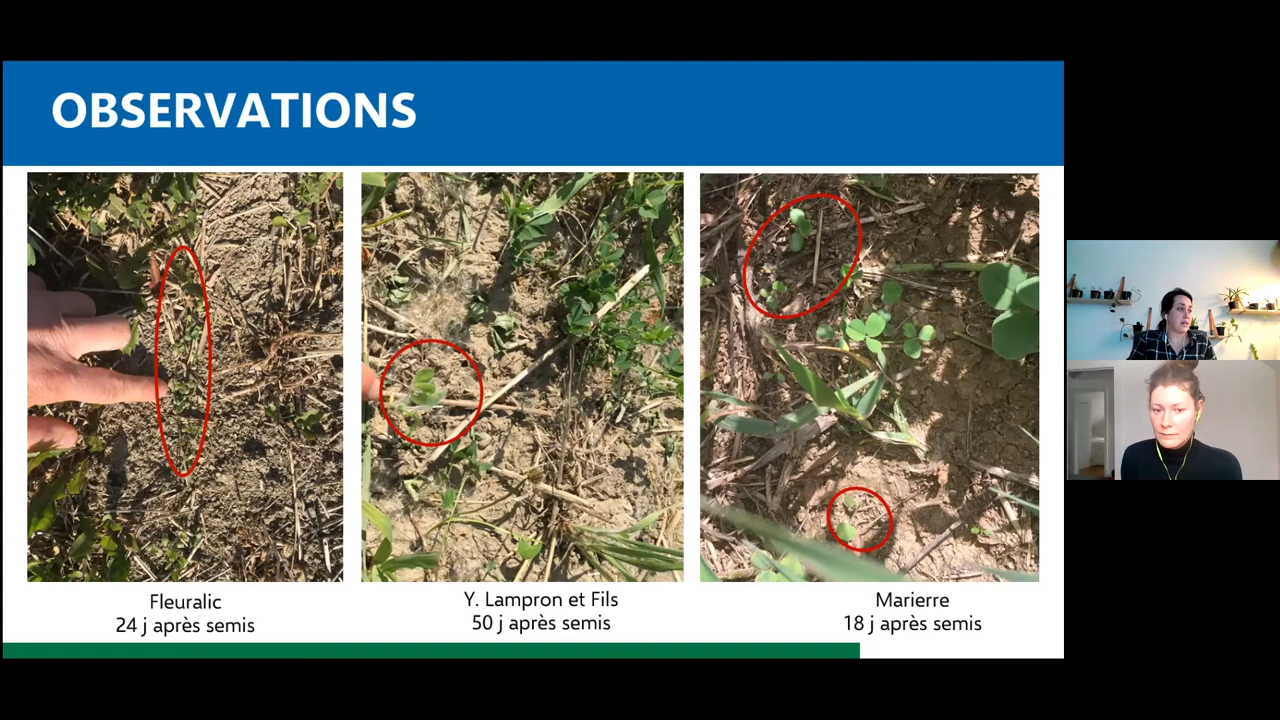 OBSERVATIONS
Fleuralic
24 j après semis
Y. Lampron et Fils
50 j après semis
Marierre
18 j après semis